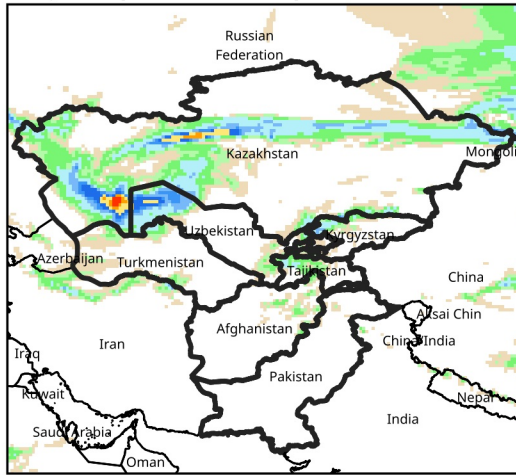 Russian
Federation
Kazakhstan
Mongoli
Uzbekistan
Kyrgyzstan
Azerbaijan
Turkmenistan
Tajikistan
China
Aksai Chin
Afghanistan
China/India
Iran
Iraq
Pakistan
Kuwait
Nepal
India
Saudi Arabia
Oman